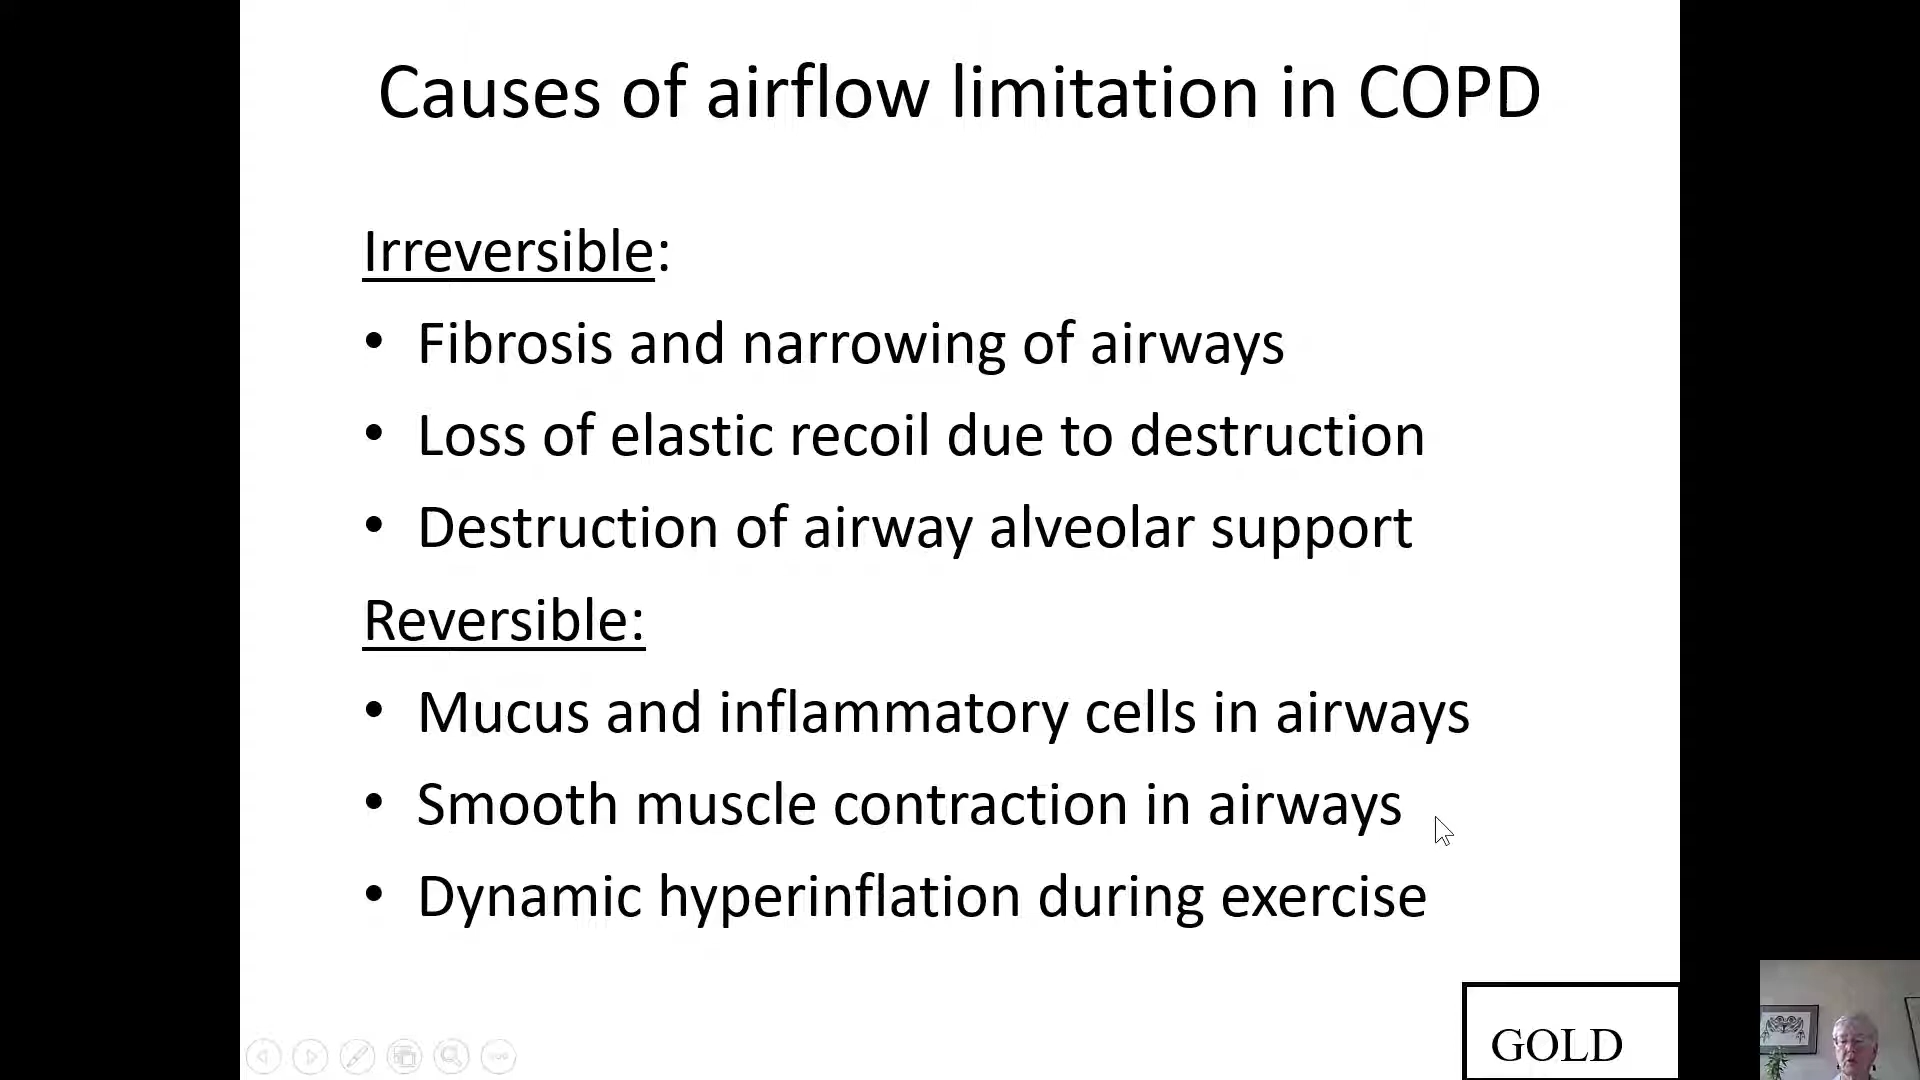 Causes of airflow limitation in COPD
Irreversible:
• Fibrosis and narrowing of airways
• Loss of elastic recoil due to destruction
• Destruction of airway alveolar support
Reversible:
• Mucus and inflammatory cells in airways
• Smooth muscle contraction in airways
• Dynamic hyperinflation during exercise
GOLD